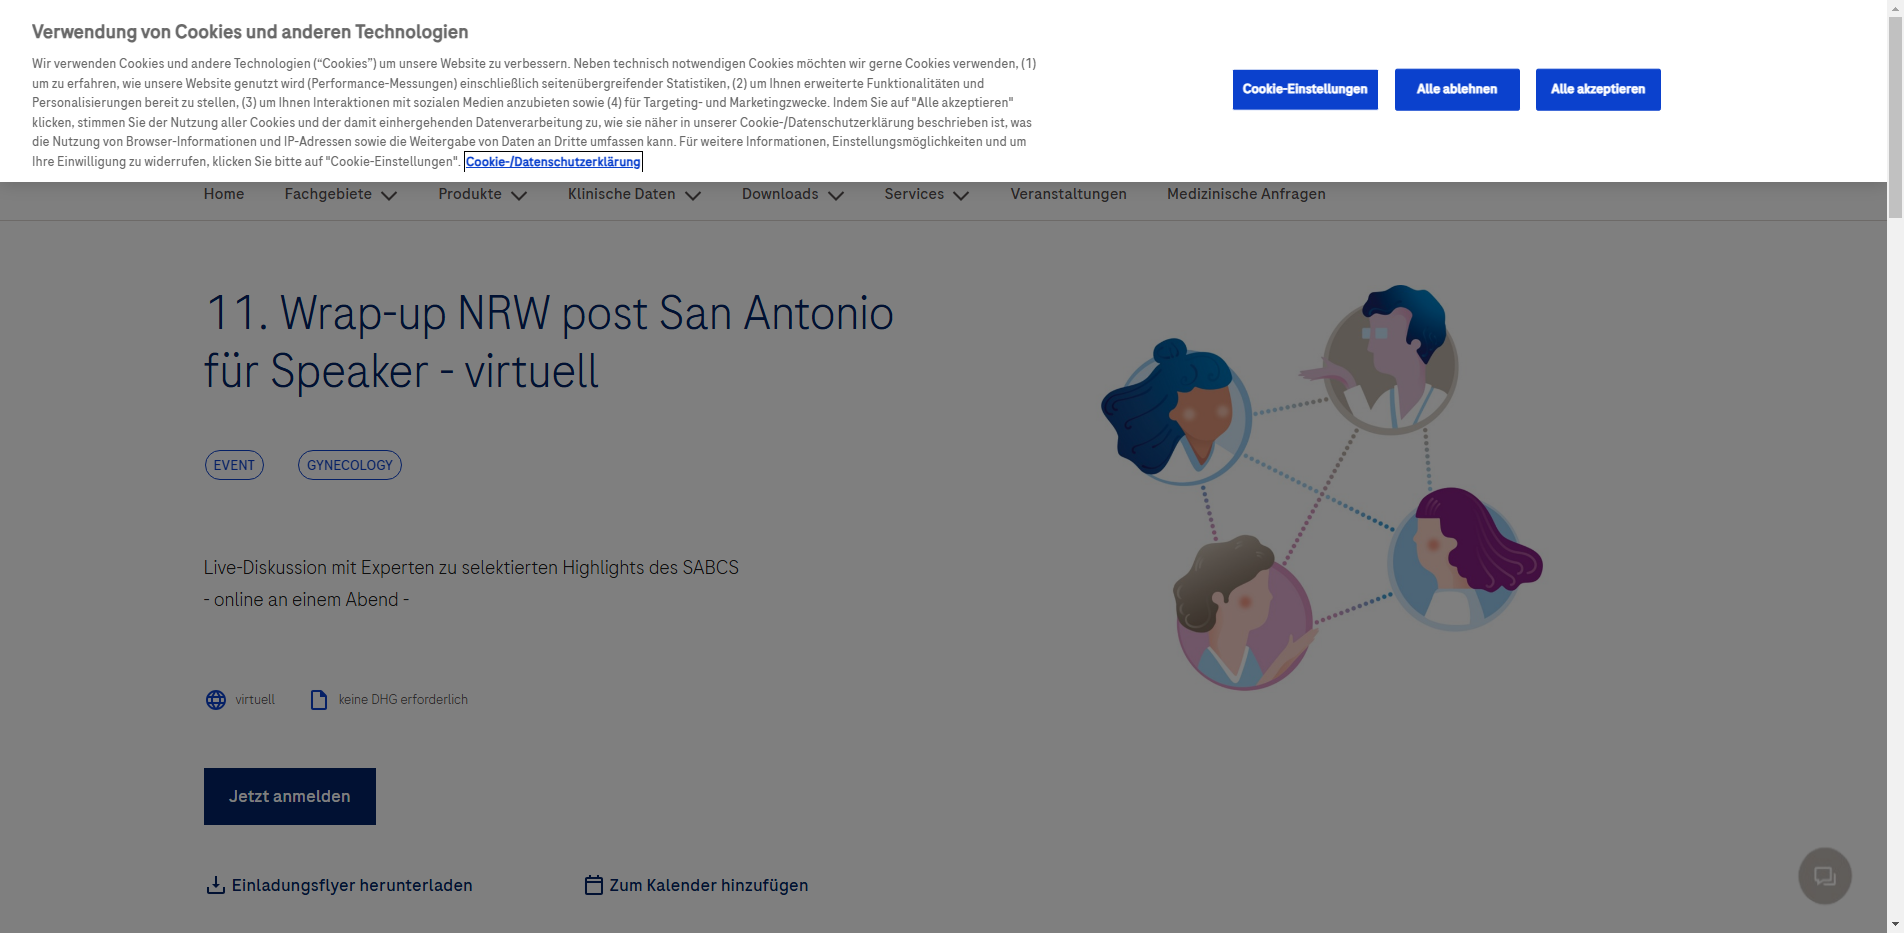 Verwendung von Cookies und anderen Technologien
Wir verwenden Cookies und andere Technologien (“Cookies”) um unsere Website zu verbessern. Neben technisch notwendigen Cookies möchten wir gerne Cookies verwenden, (1)
um zu erfahren, wie unsere Website genutzt wird (Performance-Messungen) einschließlich seitenübergreifender Statistiken, (2) um Ihnen erweiterte Funktionalitäten und
Personalisierungen bereit zu stellen, (3) um Ihnen Interaktionen mit sozialen Medien anzubieten sowie (4) für Targeting- und Marketingzwecke. Indem Sie auf "Alle akzeptieren"
klicken, stimmen Sie der Nutzung aller Cookies und der damit einhergehenden Datenverarbeitung zu, wie sie näher in unserer Cookie-/Datenschutzerklärung beschrieben ist, was
die Nutzung von Browser-Informationen und IP-Adressen sowie die Weitergabe von Daten an Dritte umfassen kann. Für weitere Informationen, Einstellungsmöglichkeiten und um
Ihre Einwilligung zu widerrufen, klicken Sie bitte auf "Cookie-Einstellungen". Cookie-/Datenschutzerklärung
Cookie-Einstellungen
Alle ablehnen
Alle akzeptieren
Home Fachgebiete Produkte Klinische Daten Downloads Services Veranstaltungen Medizinische Anfragen
11. Wrap-up NRW post San Antonio
für Speaker - virtuell
EVENT GYNECOLOGY
Live-Diskussion mit Experten zu selektierten Highlights des SABCS
- online an einem Abend -
virtuell keine DHG erforderlich
Jetzt anmelden
Einladungsflyer herunterladen Zum Kalender hinzufügen